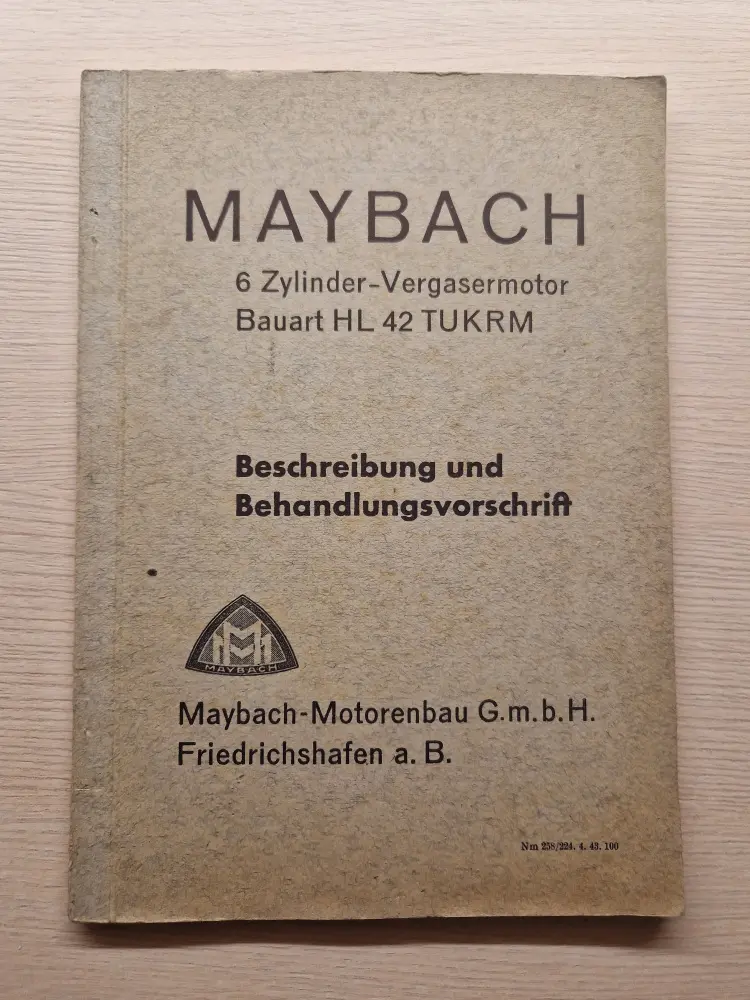 MAYBACH
6 Zylinder-Vergasermotor
Bauart HL 42 TUKRM
Beschreibung und
Behandlungsvorschrift
MM
MAYBACH
Maybach-Motorenbau G.m.b.H.
Friedrichshafen a. B.
Nm 258/224. 4. 43. 100